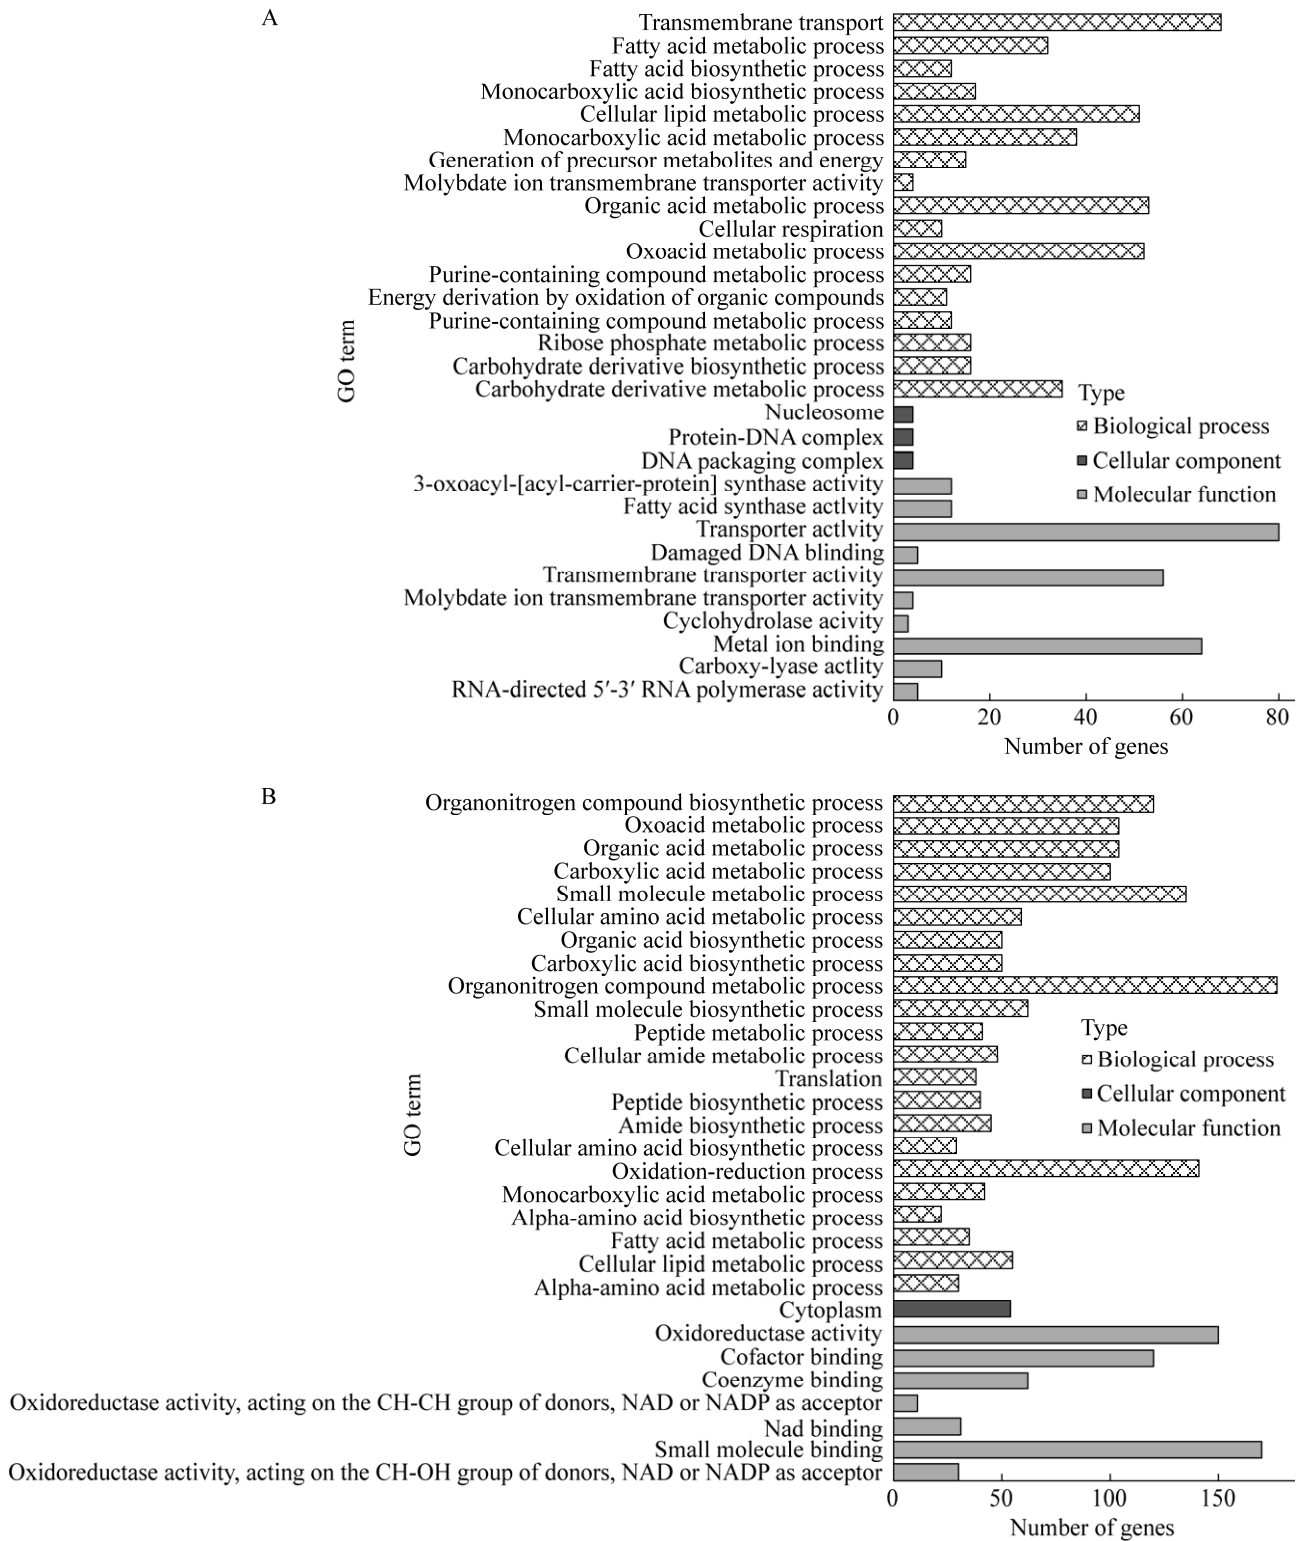 A
Transmembrane transport
Fatty acid metabolic process
Fatty acid biosynthetic process
Monocarboxylic acid biosynthetic process
Cellular lipid metabolic process
Monocarboxylic acid metabolic process
Generation of precursor metabolites and energy
Molybdate ion transmembrane transporter activity
Organic acid metabolic process
Cellular respiration
Oxoacid metabolic process
Purine-containing compound metabolic process
Energy derivation by oxidation of organic compounds
Purine-containing compound metabolic process
Ribose phosphate metabolic process
Carbohydrate derivative biosynthetic process
Carbohydrate derivative metabolic process
Nucleosome
Protein-DNA complex
DNA packaging complex
3-oxoacyl-[acyl-carrier-protein] synthase activity
Fatty acid synthase actlvity
Transporter actlvity
Damaged DNA blinding
Transmembrane transporter activity
Molybdate ion transmembrane transporter activity
Cyclohydrolase acivity
Metal ion binding
Carboxy-lyase actlity
RNA-directed 5′-3′ RNA polymerase activity
GO term
Type
Biological process
Cellular component
Molecular function
0 20 40 60 80
Number of genes
B
Organonitrogen compound biosynthetic process
Oxoacid metabolic process
Organic acid metabolic process
Carboxylic acid metabolic process
Small molecule metabolic process
Cellular amino acid metabolic process
Organic acid biosynthetic process
Carboxylic acid biosynthetic process
Organonitrogen compound metabolic process
Small molecule biosynthetic process
Peptide metabolic process
Cellular amide metabolic process
Translation
Peptide biosynthetic process
Amide biosynthetic process
Cellular amino acid biosynthetic process
Oxidation-reduction process
Monocarboxylic acid metabolic process
Alpha-amino acid biosynthetic process
Fatty acid metabolic process
Cellular lipid metabolic process
Alpha-amino acid metabolic process
Cytoplasm
Oxidoreductase activity
Cofactor binding
Coenzyme binding
Oxidoreductase activity, acting on the CH-CH group of donors, NAD or NADP as acceptor
Nad binding
Small molecule binding
Oxidoreductase activity, acting on the CH-OH group of donors, NAD or NADP as acceptor
GO term
Type
Biological process
Cellular component
Molecular function
0 50 100 150
Number of genes